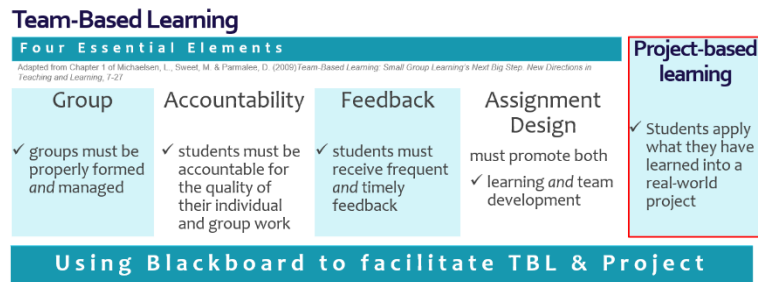 Team-Based Learning
Four Essential Elements
Adapted from Chapter 1 of Michaelsen, L., Sweet, M. & Parmalee, D. (2009)Team-Based Learning: Small Group Learning's Next Big Step. New Directions in
Teaching and Learning, 7-27
Group
✓ groups must be
properly formed
and managed
Accountability
✓ students must be
accountable for
the quality of
their individual
and group work
Feedback
✓ students must
receive frequent
and timely
feedback
Assignment
Design
must promote both
✓ learning and team
development
Project-based
learning
✓ Students apply
what they have
learned into a
real-world
project
Using Blackboard to facilitate TBL & Project